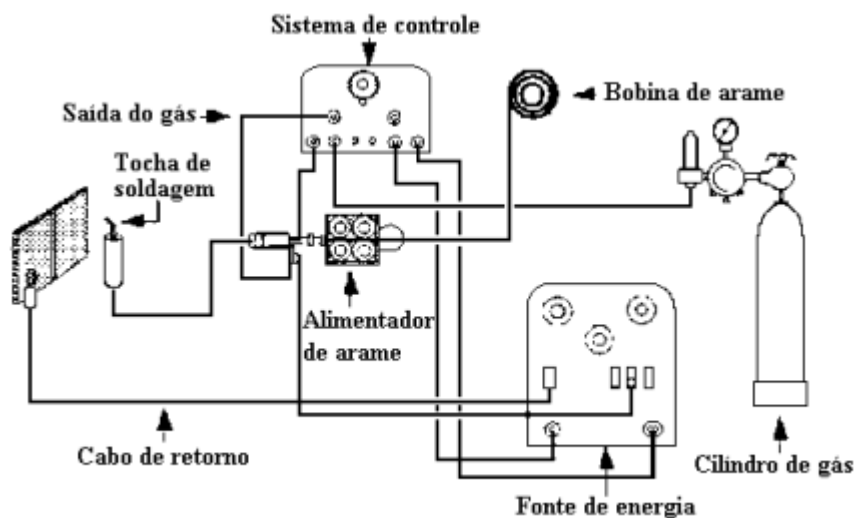 Sistema de controle
Bobina de arame
Saída do gás
Tocha de
soldagem
Alimentador
de arame
Cabo de retorno
Fonte de energia
Cilindro de gás